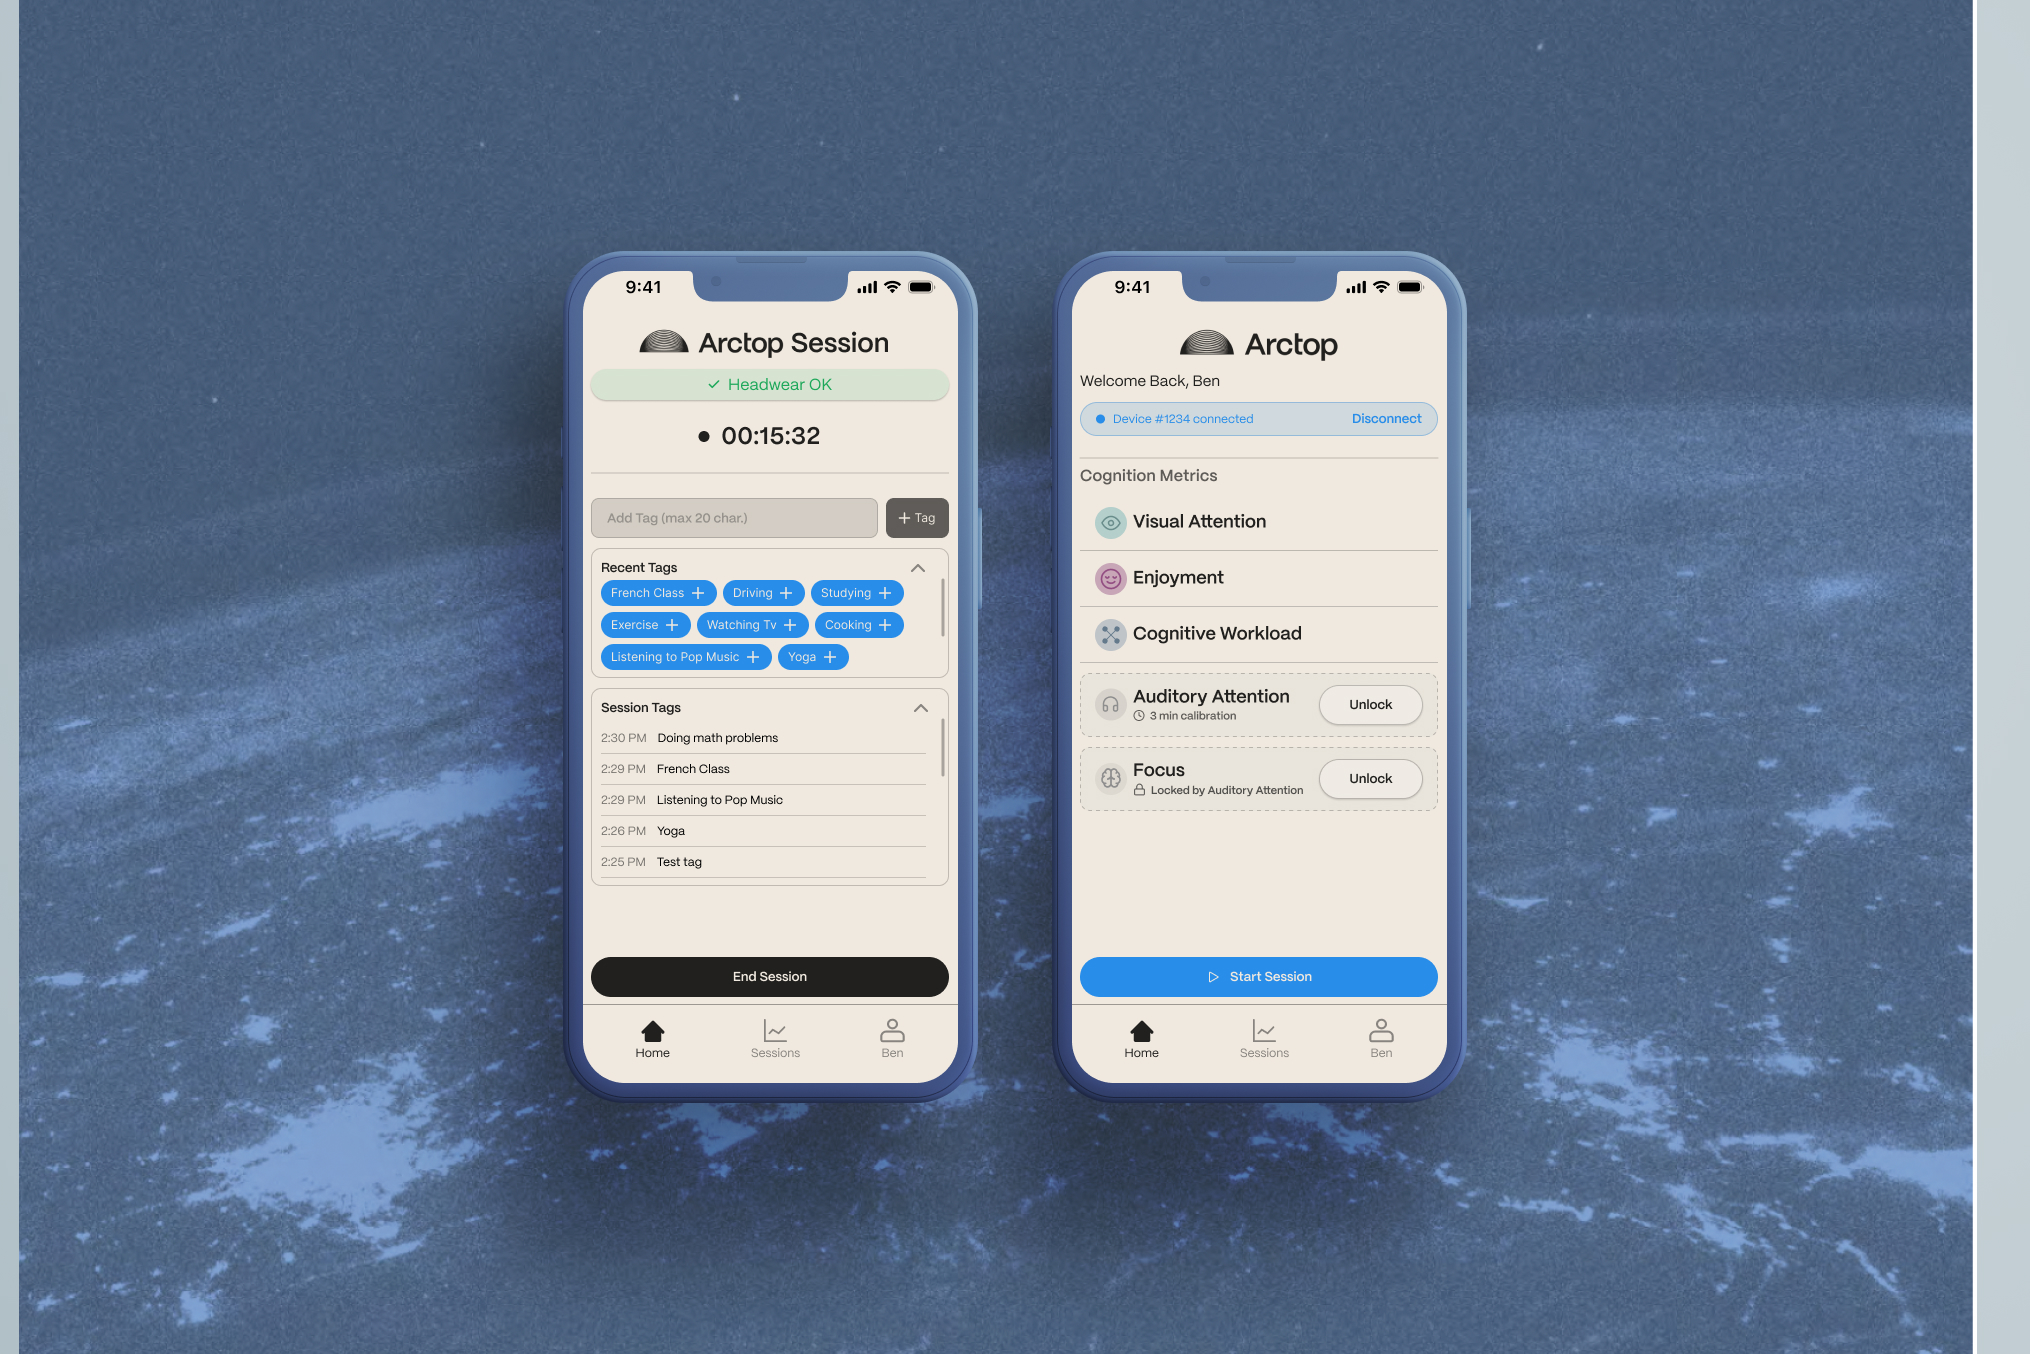 9:41
Arctop Session
Headwear OK
00:15:32
Add Tag (max 20 char.)
+ Tag
Recent Tags
French Class +
Driving +
Studying +
Exercise +
Watching Tv +
Cooking +
Listening to Pop Music +
Yoga +
Session Tags
2:30 PM Doing math problems
2:29 PM French Class
2:29 PM Listening to Pop Music
2:26 PM Yoga
2:25 PM Test tag
End Session
Home
Sessions
Ben
9:41
Arctop
Welcome Back, Ben
Device #1234 connected
Disconnect
Cognition Metrics
Visual Attention
Enjoyment
Cognitive Workload
Auditory Attention
3 min calibration
Unlock
Focus
Locked by Auditory Attention
Unlock
Start Session
Home
Sessions
Ben